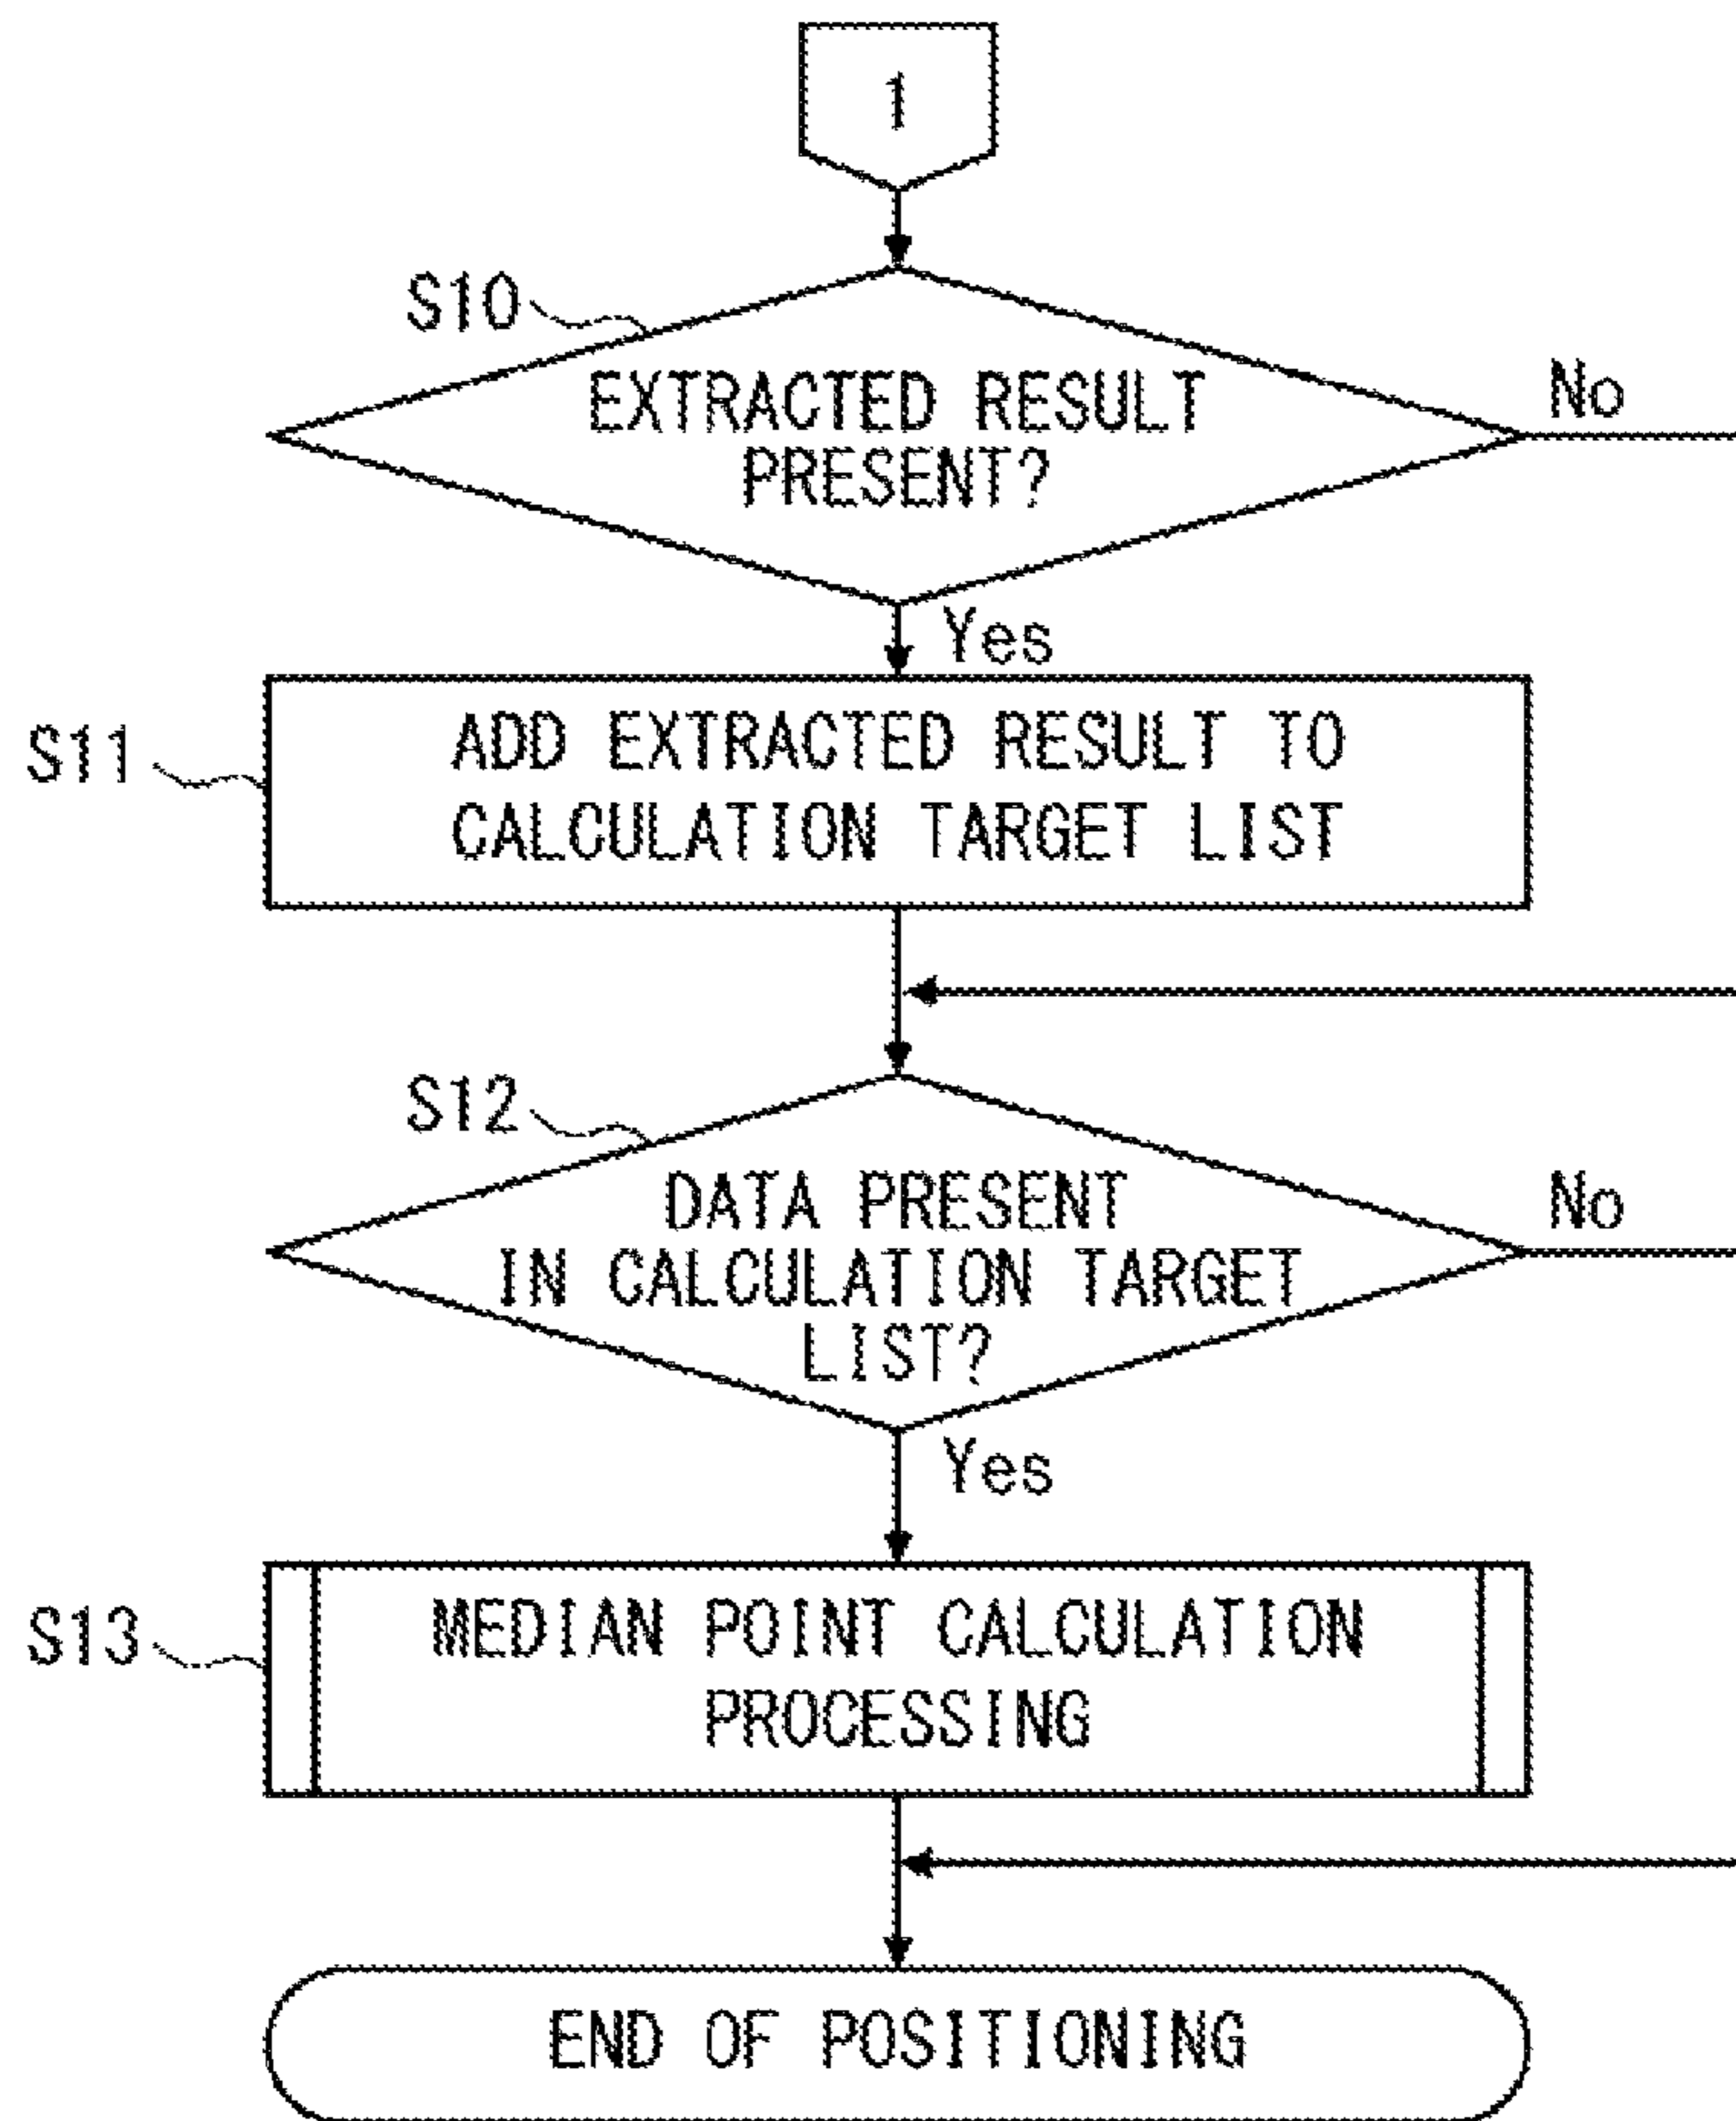 1
S10
EXTRACTED RESULT
PRESENT?
No
Yes
S11
ADD EXTRACTED RESULT TO
CALCULATION TARGET LIST
S12
DATA PRESENT
IN CALCULATION TARGET
LIST?
No
Yes
S13
MEDIAN POINT CALCULATION
PROCESSING
END OF POSITIONING